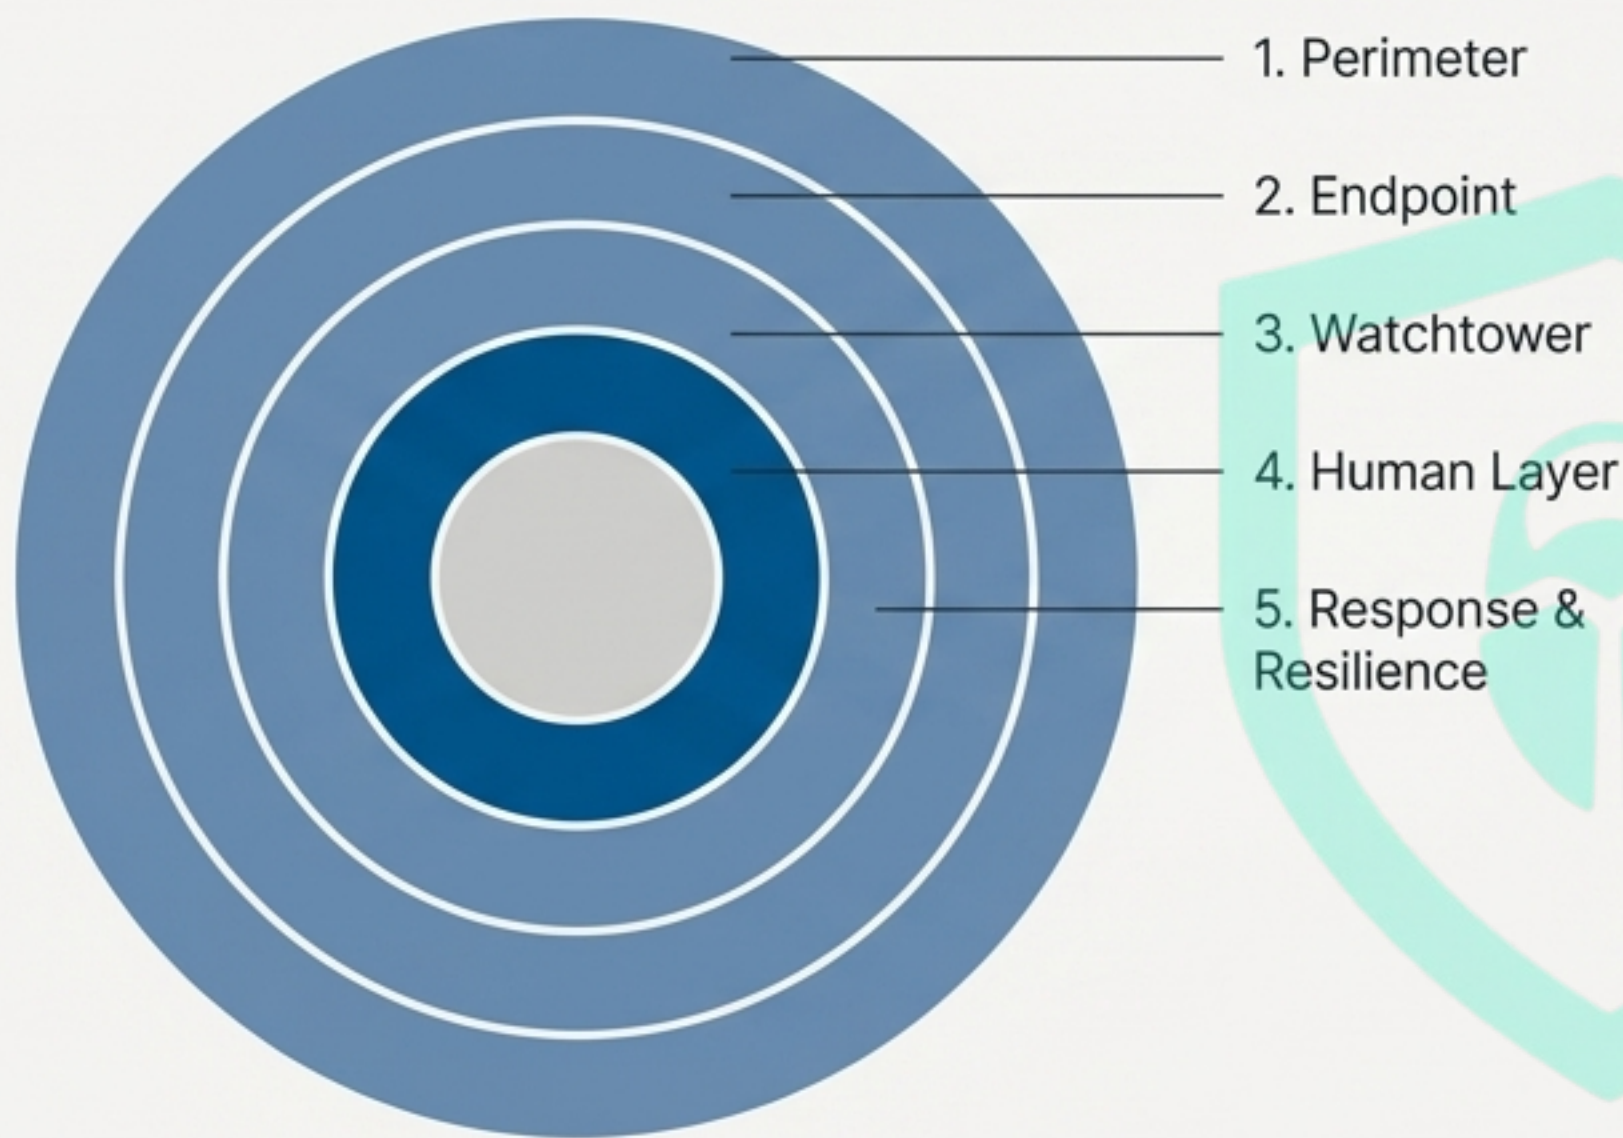 1. Perimeter
2. Endpoint
3. Watchtower
4. Human Layer
5. Response &
Resilience